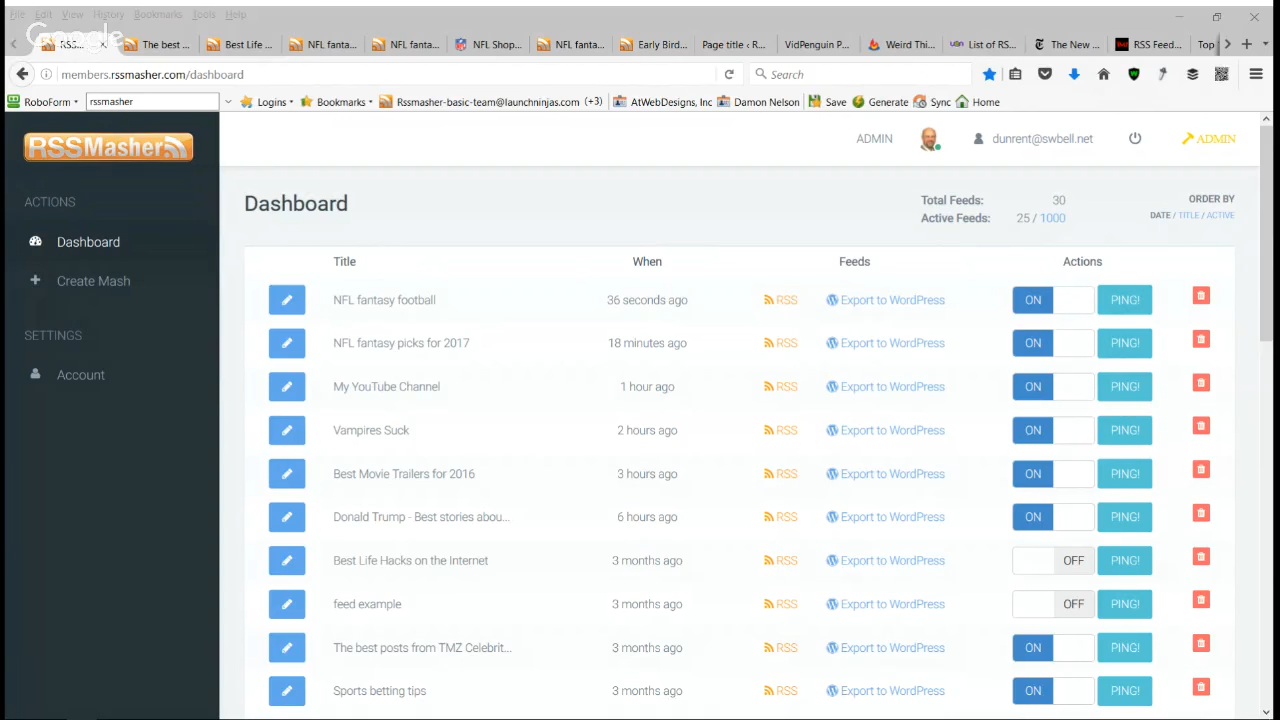 File Edit View History Bookmarks Tools Help
Google
RSS... The best ... Best Life ... NFL fanta... NFL fanta... NFL Shop... NFL fanta... Early Bird... Page title ‹ R... VidPenguin P... Weird Thi... List of RS... The New ... RSS Feed... Top
members.rssmasher.com/dashboard Search
RoboForm rssmasher Logins Bookmarks Rssmasher-basic-team@launchninjas.com (+3) AtWebDesigns, Inc Damon Nelson Save Generate Sync Home
RSSMasher
ADMIN dunrent@swbell.net ADMIN
ACTIONS
Dashboard
Create Mash
SETTINGS
Account
Dashboard
Total Feeds: 30
Active Feeds: 25 / 1000
ORDER BY
DATE / TITLE / ACTIVE
Title When Feeds Actions
NFL fantasy football 36 seconds ago RSS Export to WordPress ON PING!
NFL fantasy picks for 2017 18 minutes ago RSS Export to WordPress ON PING!
My YouTube Channel 1 hour ago RSS Export to WordPress ON PING!
Vampires Suck 2 hours ago RSS Export to WordPress ON PING!
Best Movie Trailers for 2016 3 hours ago RSS Export to WordPress ON PING!
Donald Trump - Best stories abou... 6 hours ago RSS Export to WordPress ON PING!
Best Life Hacks on the Internet 3 months ago RSS Export to WordPress OFF PING!
feed example 3 months ago RSS Export to WordPress OFF PING!
The best posts from TMZ Celebrit... 3 months ago RSS Export to WordPress ON PING!
Sports betting tips 3 months ago RSS Export to WordPress ON PING!